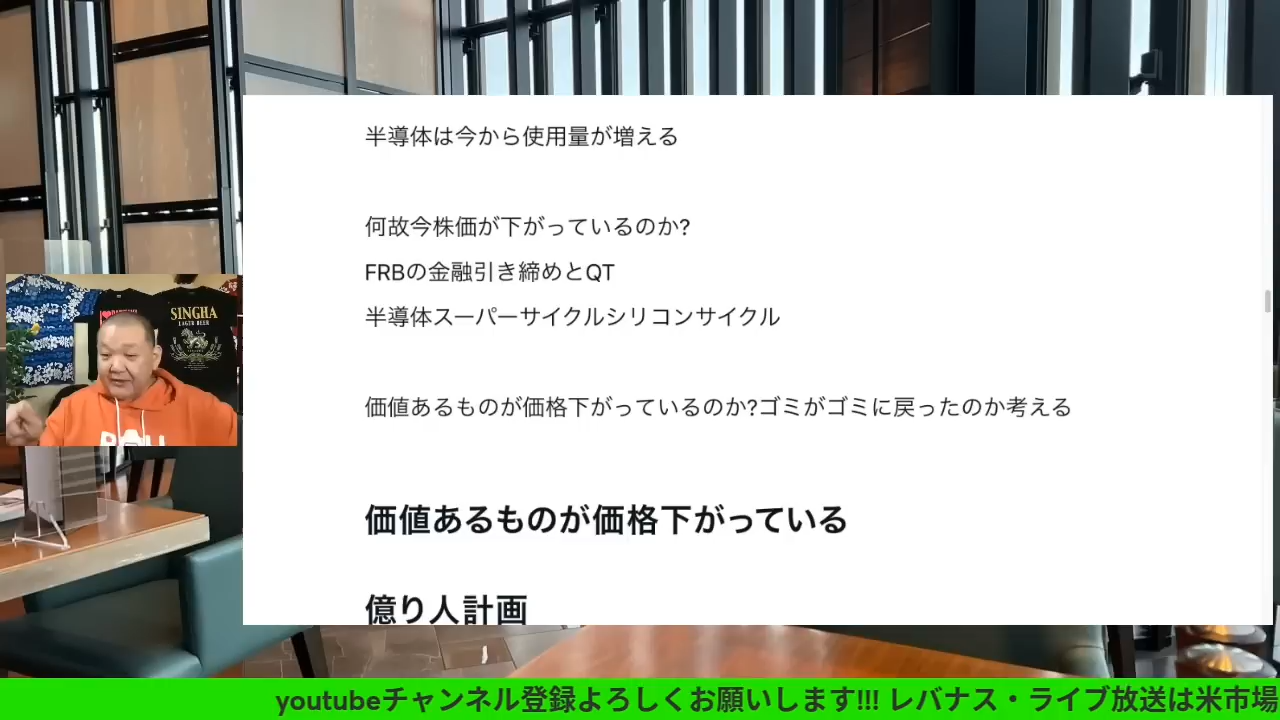 半導体は今から使用量が増える
何故今株価が下がっているのか?
FRBの金融引き締めとQT
半導体スーパーサイクルシリコンサイクル
価値あるものが価格下がっているのか?ゴミがゴミに戻ったのか考える
価値あるものが価格下がっている
億り人計画
SINGHA
LAGER BEER
youtubeチャンネル登録よろしくお願いします!!! レバナス・ライブ放送は米市場